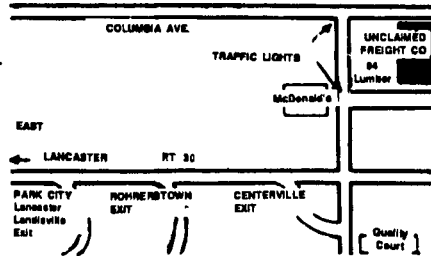 COLUMBIA AVE.
UNCLAIMED
FREIGHT CO
TRAFFIC LIGHTS
84
Lumber
McDonald's
EAST
LANCASTER RT 30
PARK CITY
Lancaster
Landisville
Exit
ROHRERSTOWN
EXIT
CENTERVILLE
EXIT
Quality
Court